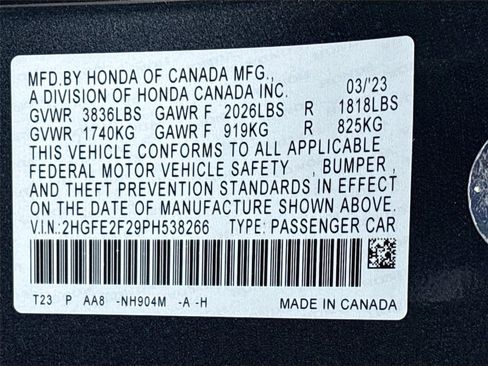 MFD.BY HONDA OF CANADA MFG., 03/'23
A DIVISION OF HONDA CANADA INC.
GVWR 3836LBS GAWR F 2026LBS R 1818LBS
GVWR 1740KG GAWR F 919KG R 825KG
THIS VEHICLE CONFORMS TO ALL APPLICABLE
FEDERAL MOTOR VEHICLE SAFETY , BUMPER ,
AND THEFT PREVENTION STANDARDS IN EFFECT
ON THE DATE OF MANUFACTURE SHOWN ABOVE.
V.I.N.:2HGFE2F29PH538266 TYPE: PASSENGER CAR
T23 P AA8 -NH904M -A -H MADE IN CANADA